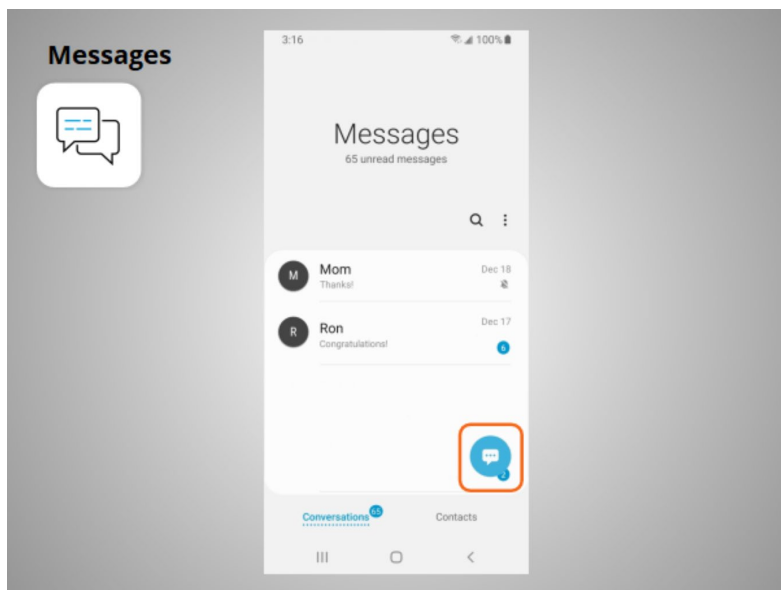 Messages
3:16 100%
Messages
65 unread messages
M Mom Dec 18
Thanks!
R Ron Dec 17
Congratulations! 6
2
Conversations 65 Contacts